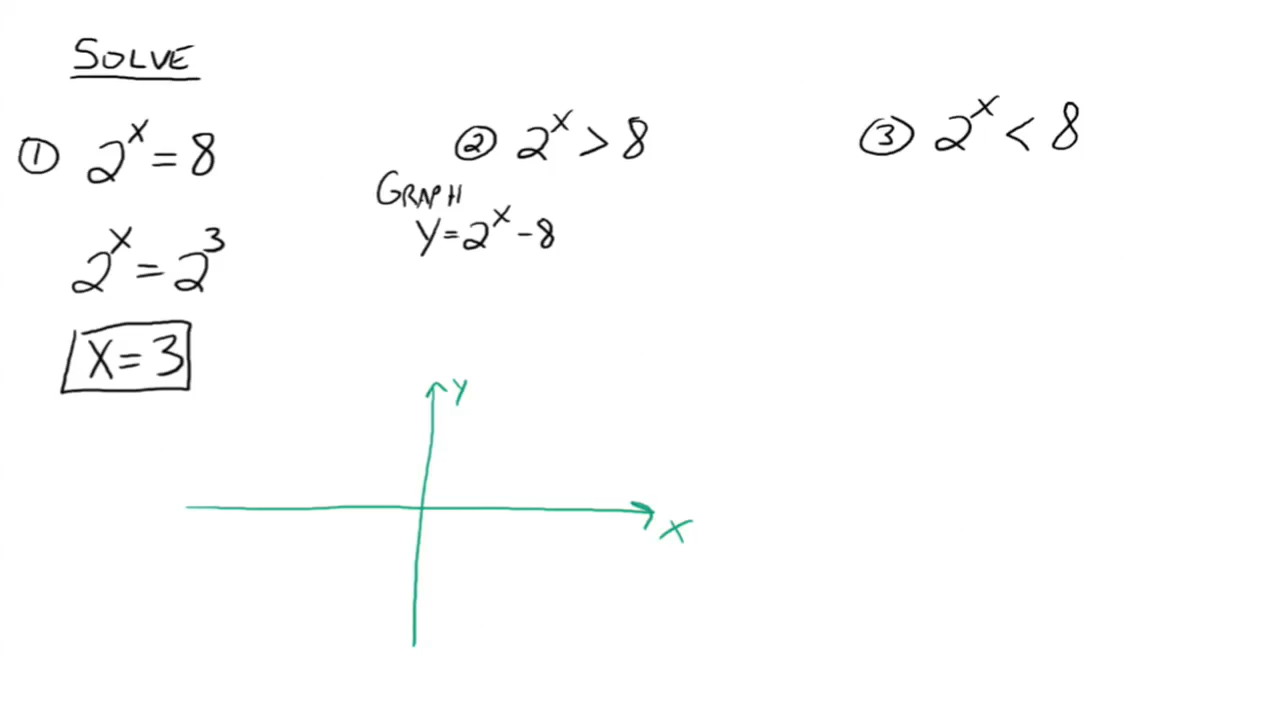 SOLVE
① 2^x = 8
2^x = 2^3
x = 3
② 2^x > 8
GRAPH
y = 2^x - 8
y
x
③ 2^x < 8